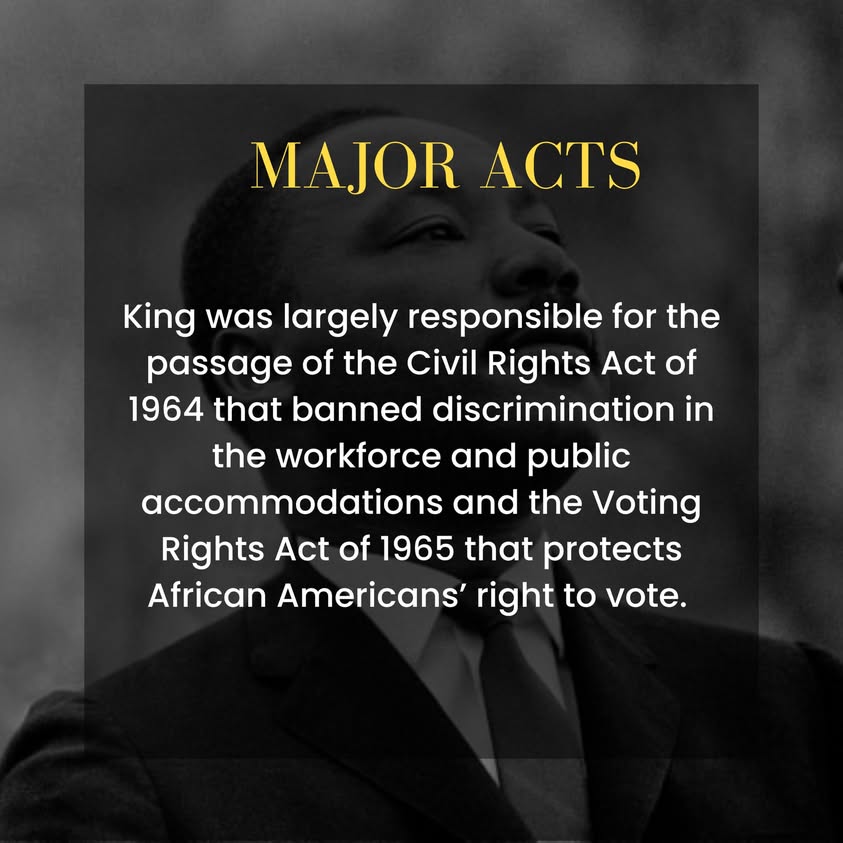 MAJOR ACTS
King was largely responsible for the
passage of the Civil Rights Act of
1964 that banned discrimination in
the workforce and public
accommodations and the Voting
Rights Act of 1965 that protects
African Americans’ right to vote.